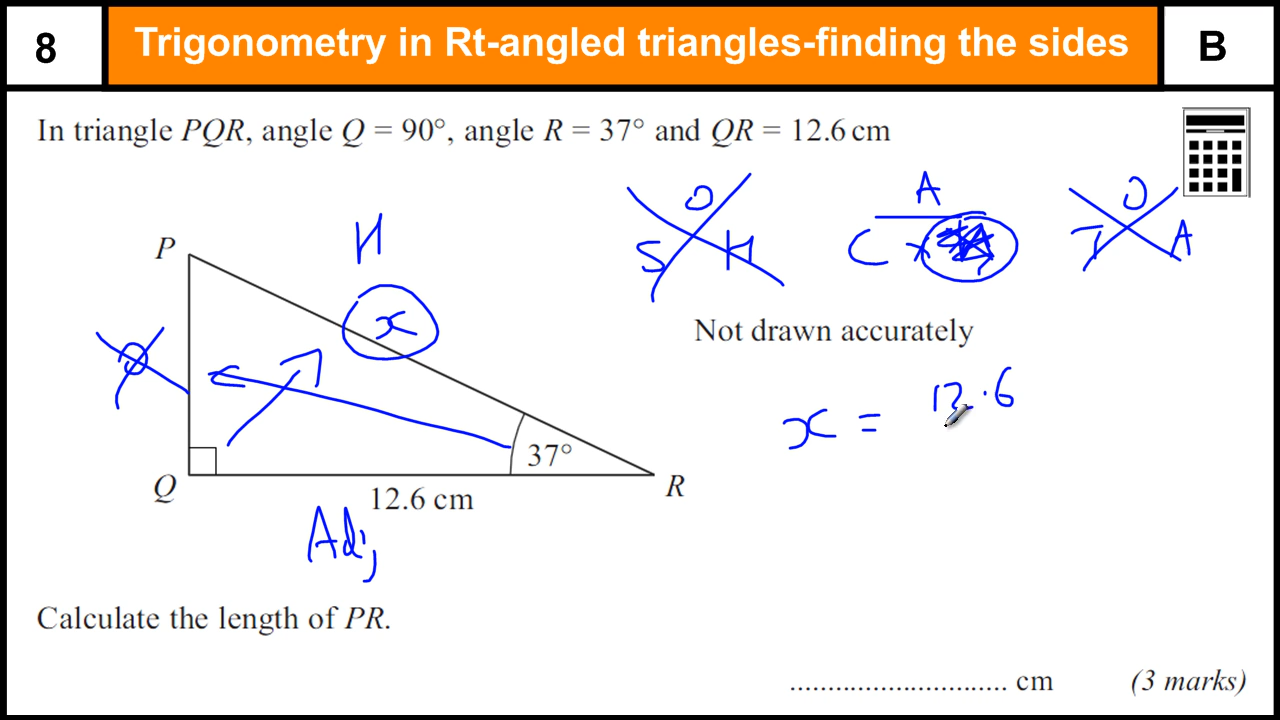 8 Trigonometry in Rt-angled triangles-finding the sides B
In triangle PQR, angle Q = 90°, angle R = 37° and QR = 12.6 cm
O A O
S H C × T A
H
P
x
O
Not drawn accurately
x = 12.6
37°
Q 12.6 cm R
Adj
Calculate the length of PR.
............................ cm (3 marks)